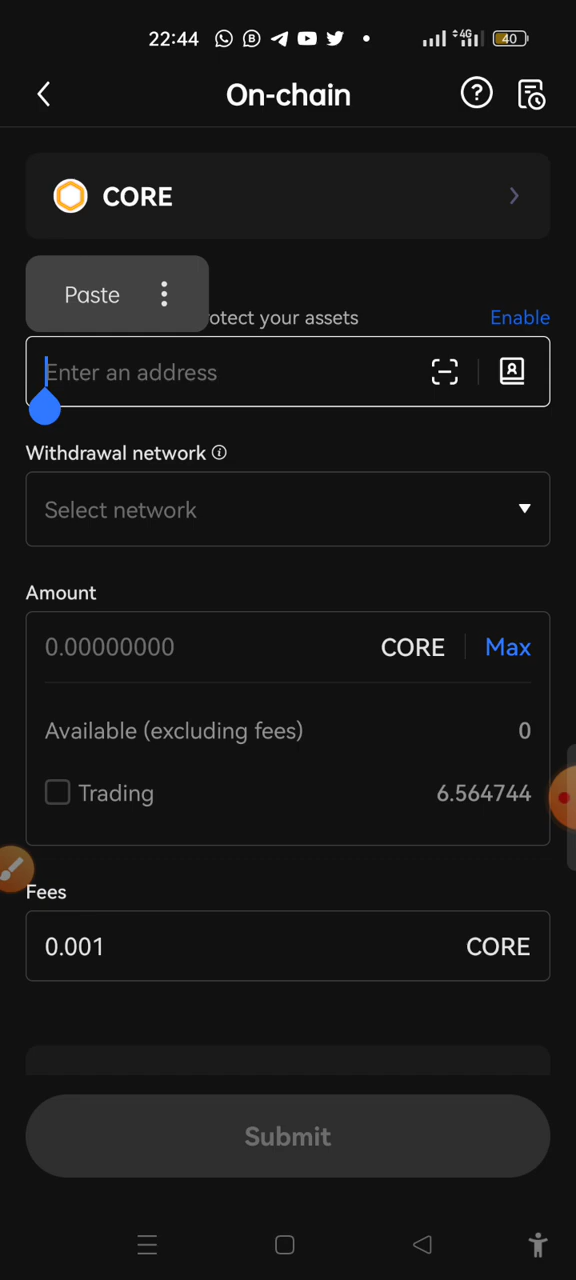 22:44 4G 40
On-chain
CORE
Paste
otect your assets Enable
Enter an address
Withdrawal network
Select network
Amount
0.00000000 CORE Max
Available (excluding fees) 0
Trading 6.564744
Fees
0.001 CORE
Submit